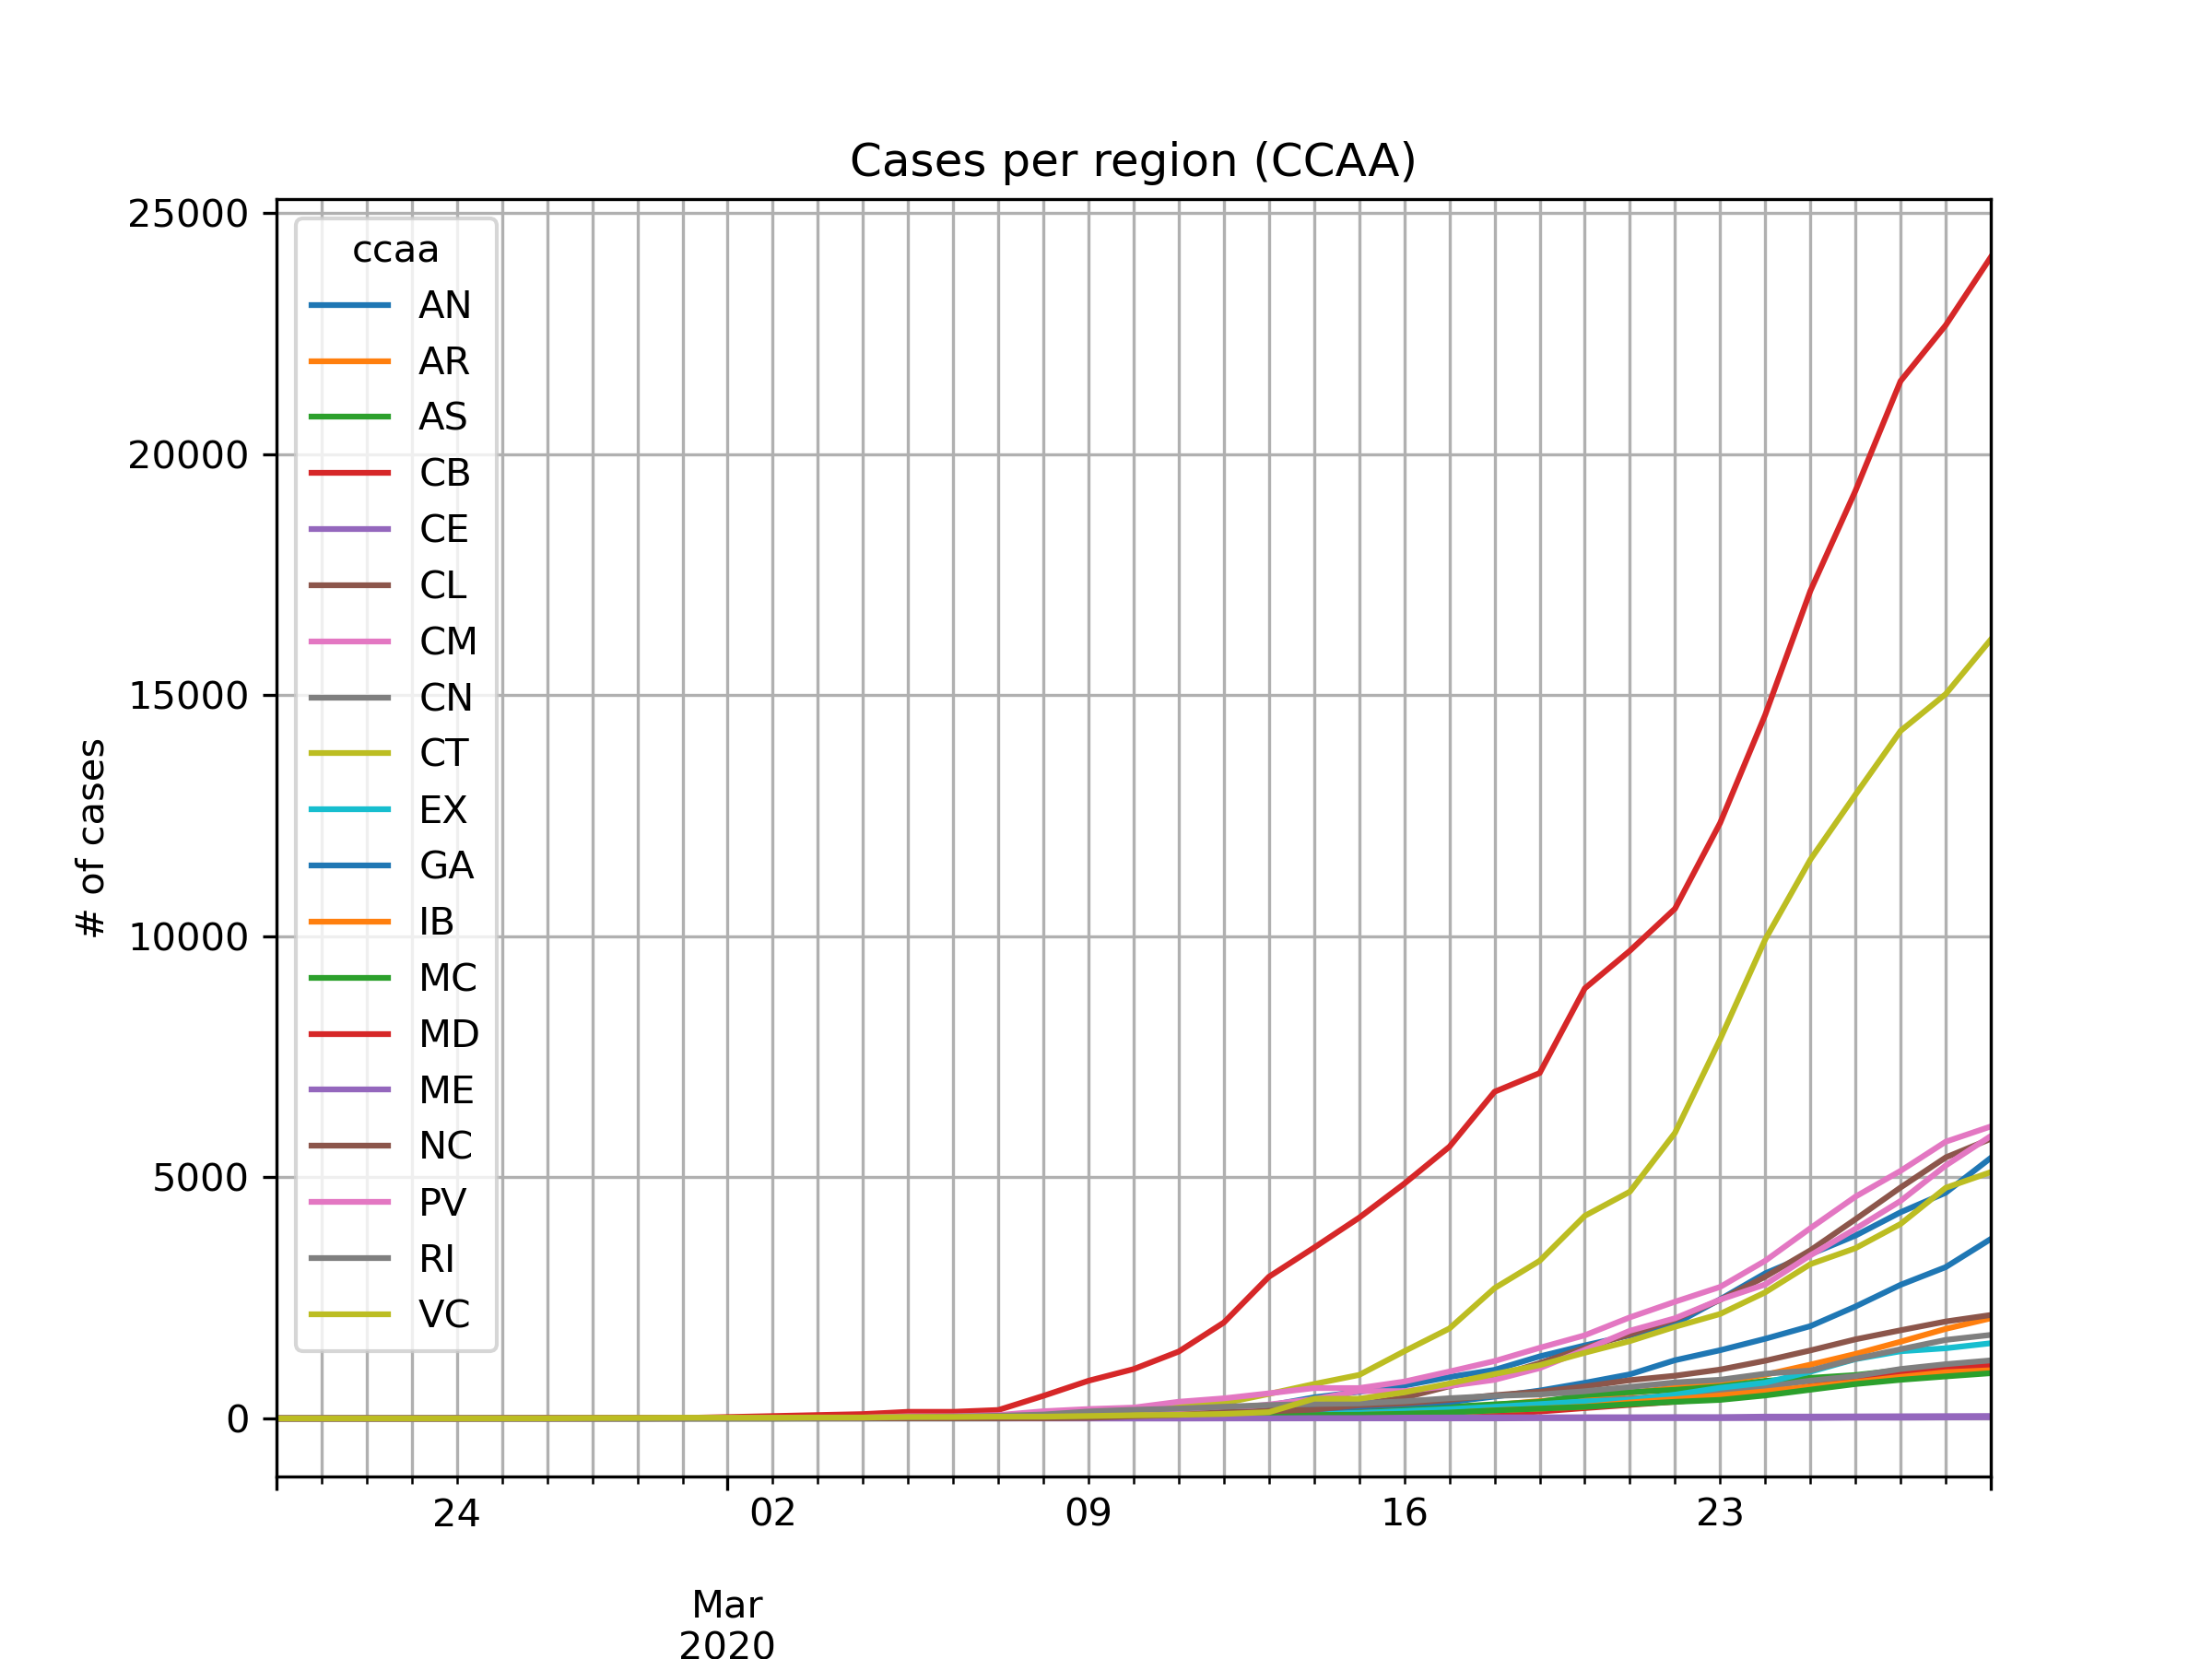 Cases per region (CCAA)
25000
20000
15000
10000
5000
0
# of cases
ccaa
AN
AR
AS
CB
CE
CL
CM
CN
CT
EX
GA
IB
MC
MD
ME
NC
PV
RI
VC
24 02 09 16 23
Mar
2020